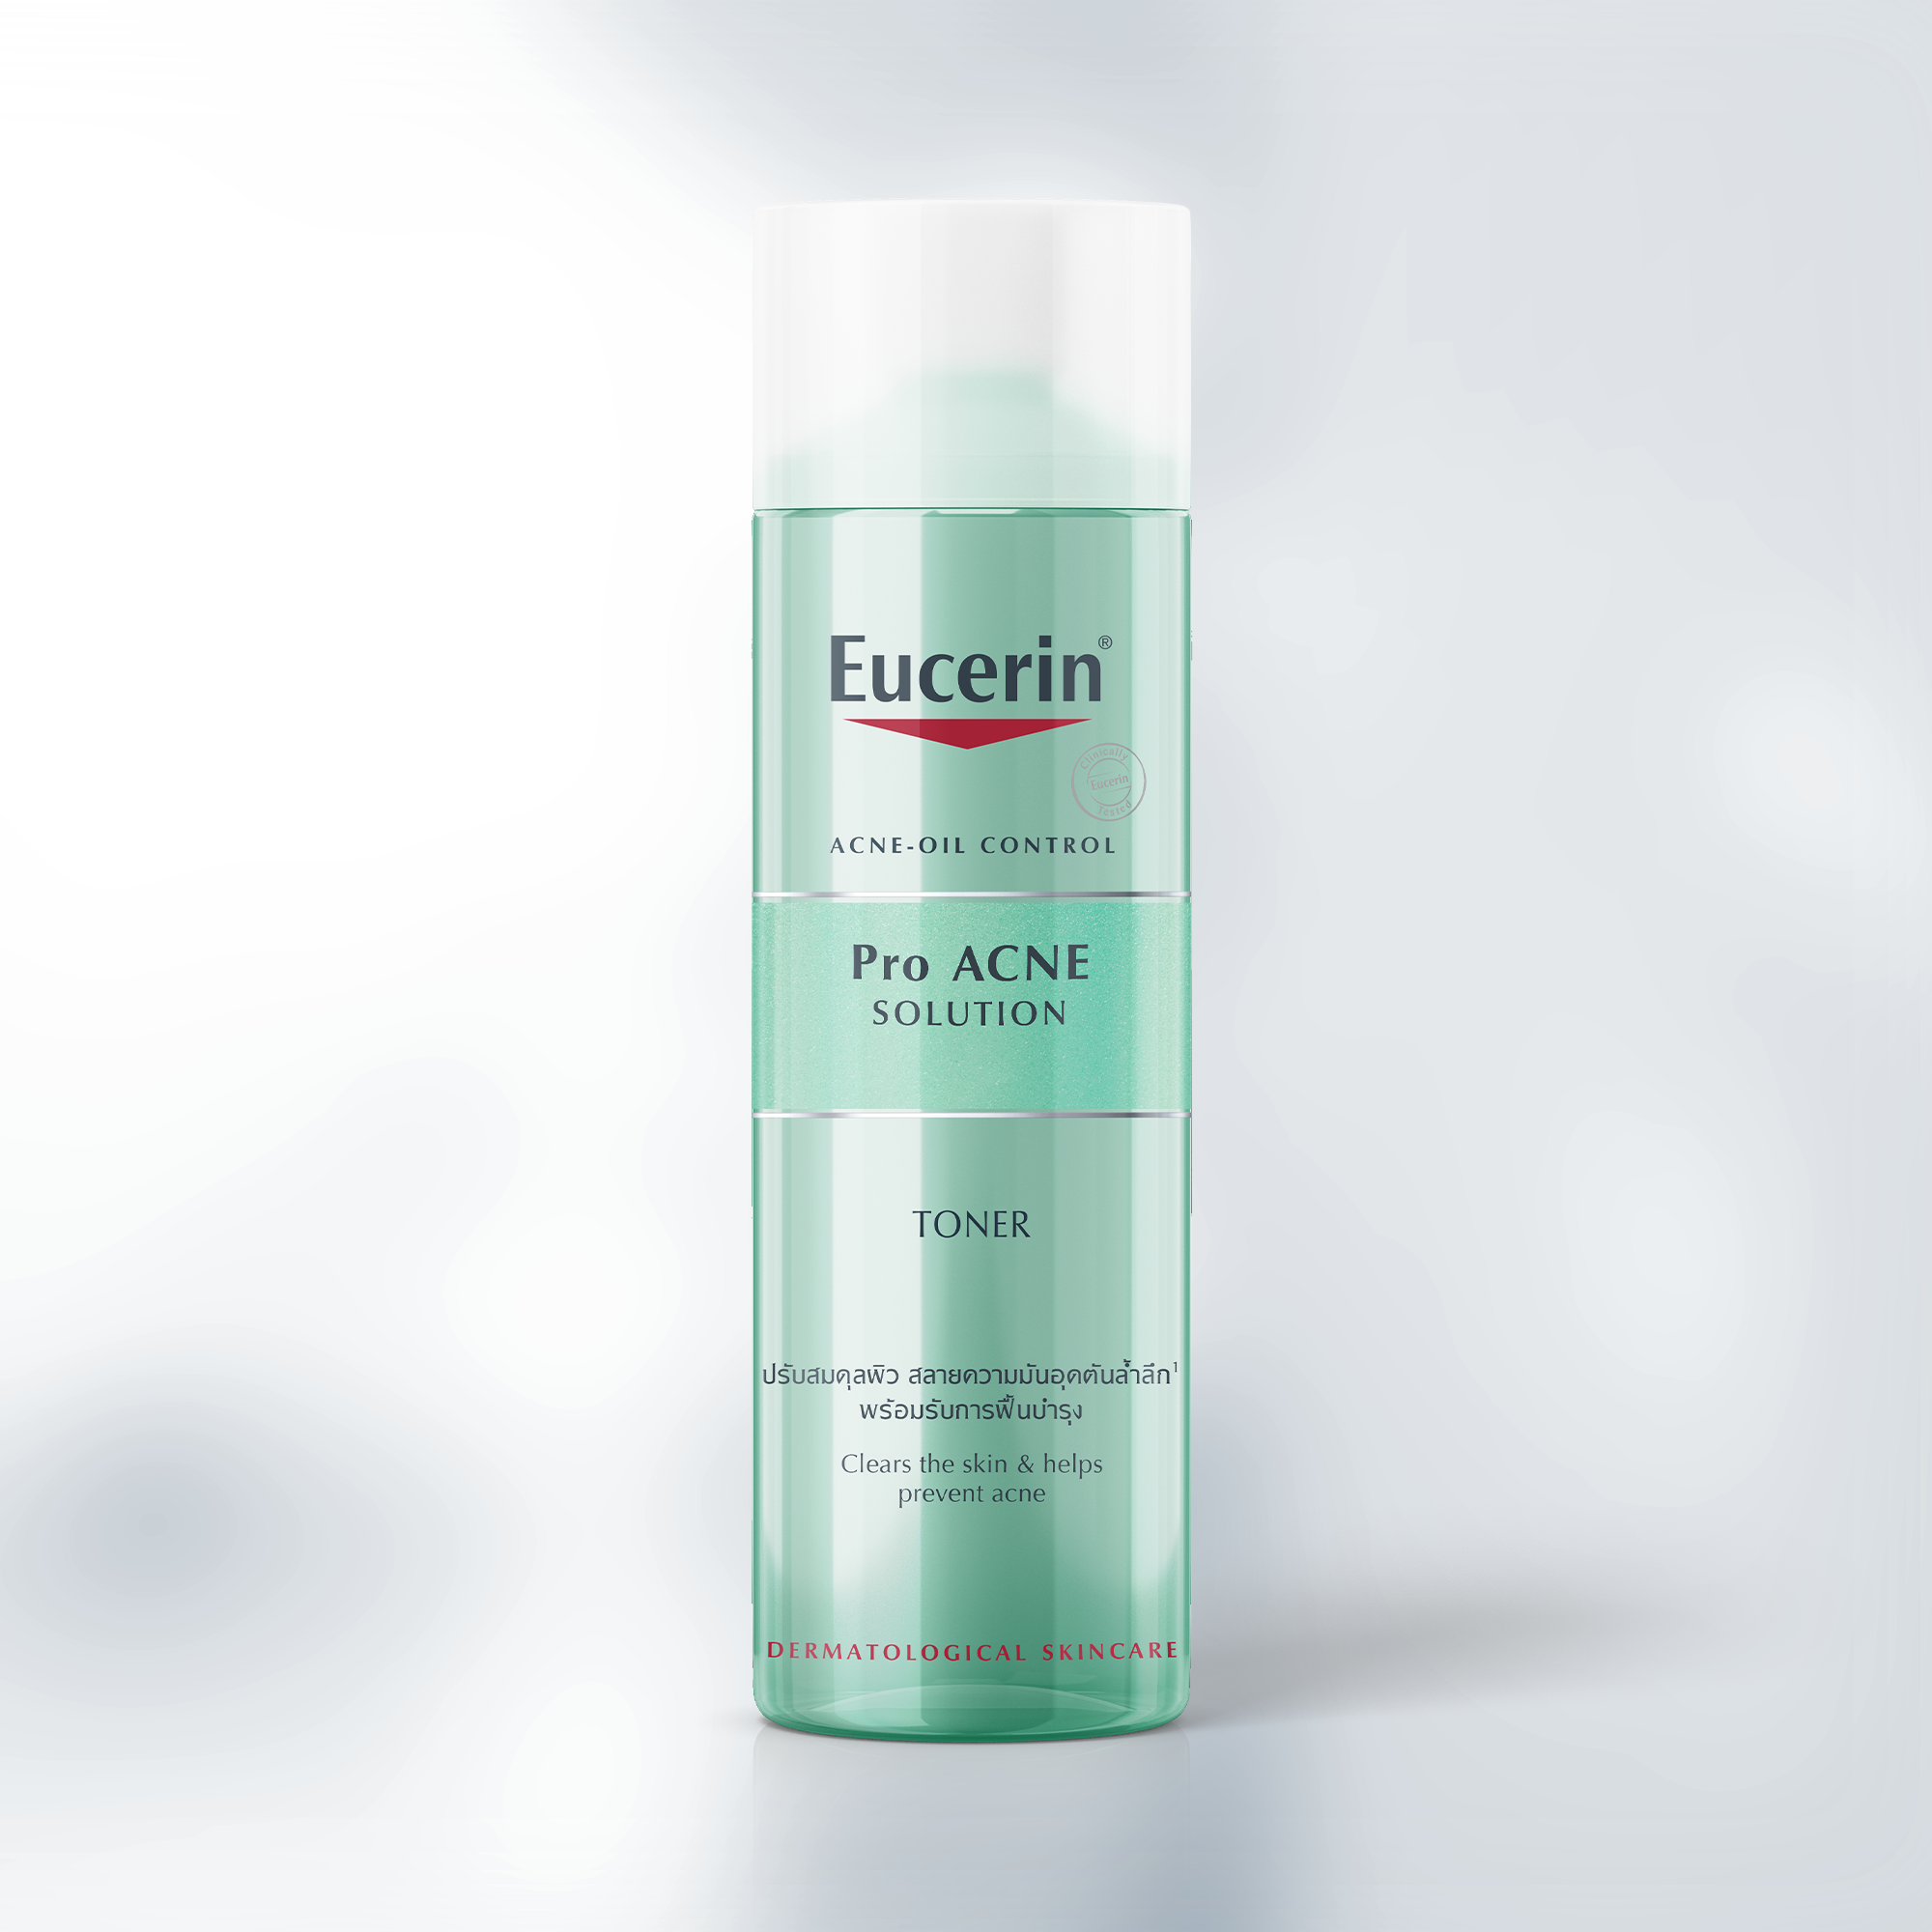 Eucerin®
Clinically
Eucerin
Tested
ACNE-OIL CONTROL
Pro ACNE
SOLUTION
TONER
ปรับสมดุลผิว สลายความมันอุดตันล้ำลึก¹
พร้อมรับการฟื้นบำรุง
Clears the skin & helps
prevent acne
DERMATOLOGICAL SKINCARE